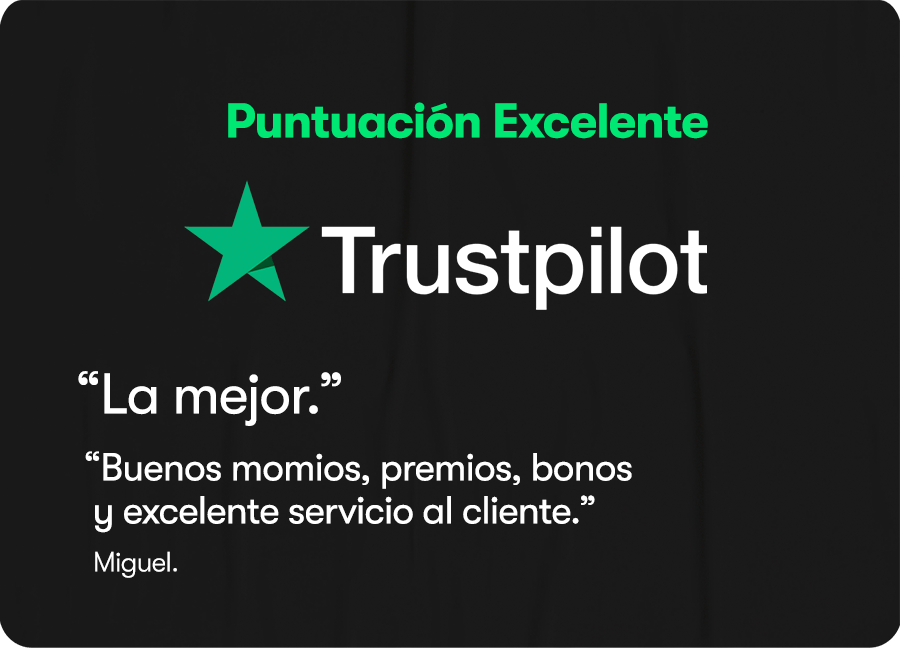 Puntuación Excelente
Trustpilot
“La mejor.”
“Buenos momios, premios, bonos
y excelente servicio al cliente.”
Miguel.